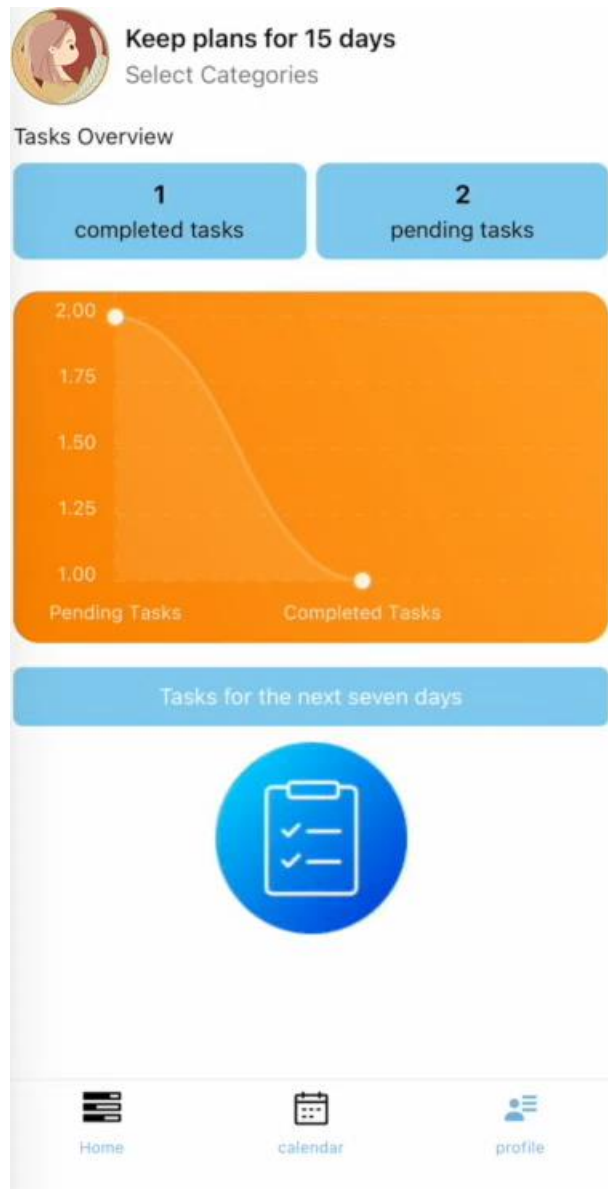 Keep plans for 15 days
Select Categories
Tasks Overview
1
completed tasks
2
pending tasks
2.00
1.75
1.50
1.25
1.00
Pending Tasks
Completed Tasks
Tasks for the next seven days
Home
calendar
profile